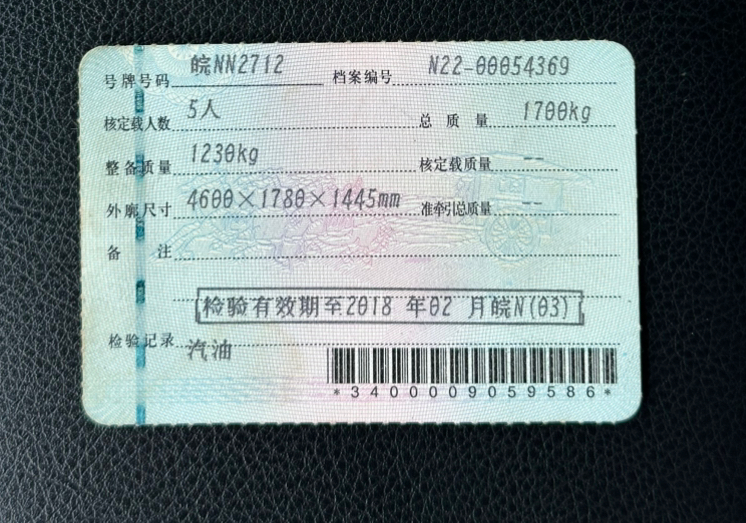 号牌号码 皖NN2712 档案编号 N22-00054369
核定载人数 5人 总质量 1700kg
整备质量 1230kg 核定载质量 --
外廓尺寸 4600×1780×1445mm 准牵引总质量 --
备注
检验有效期至2018 年02 月皖N(03)
检验记录 汽油
*3400009059586*